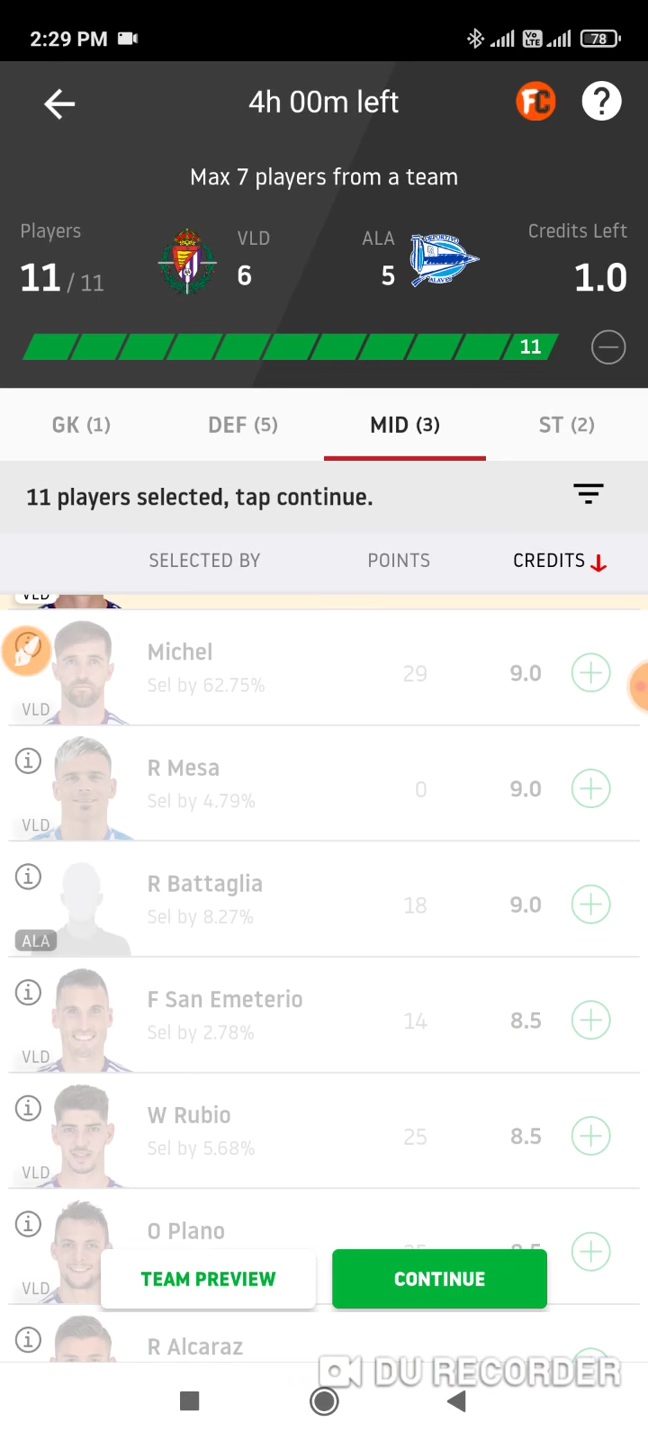 2:29 PM
Vo LTE
78
4h 00m left
FC
?
Max 7 players from a team
Players
VLD
ALA
Credits Left
11 / 11
6
5
1.0
11
GK (1)
DEF (5)
MID (3)
ST (2)
11 players selected, tap continue.
SELECTED BY
POINTS
CREDITS
VLD
Michel
Sel by 62.75%
29
9.0
VLD
R Mesa
Sel by 4.79%
0
9.0
VLD
R Battaglia
Sel by 8.27%
18
9.0
ALA
F San Emeterio
Sel by 2.78%
14
8.5
VLD
W Rubio
Sel by 5.68%
25
8.5
VLD
O Plano
8.5
VLD
TEAM PREVIEW
CONTINUE
R Alcaraz
DU RECORDER